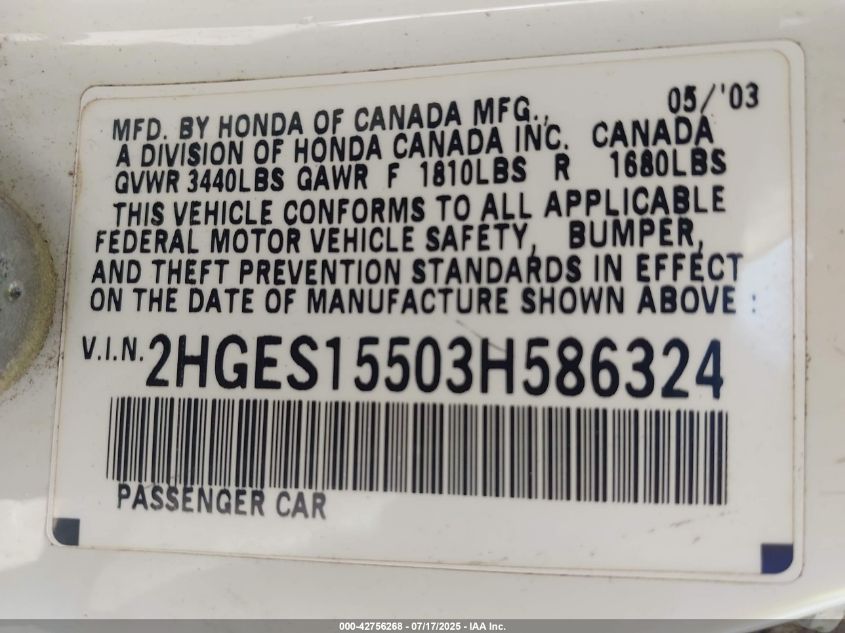 05/'03
MFD. BY HONDA OF CANADA MFG.,
A DIVISION OF HONDA CANADA INC. CANADA
GVWR 3440LBS GAWR F 1810LBS R 1680LBS
THIS VEHICLE CONFORMS TO ALL APPLICABLE
FEDERAL MOTOR VEHICLE SAFETY, BUMPER,
AND THEFT PREVENTION STANDARDS IN EFFECT
ON THE DATE OF MANUFACTURE SHOWN ABOVE :
V.I.N. 2HGES15503H586324
PASSENGER CAR
000-42756268 - 07/17/2025 - IAA Inc.